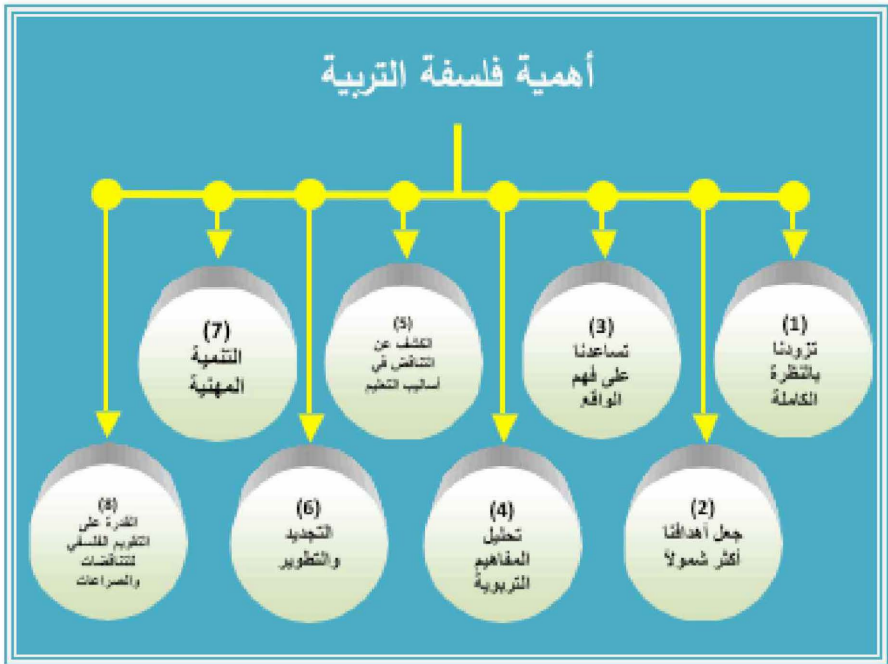 أهمية فلسفة التربية
(1)
تزودنا
بالنظرة
الكاملة
(2)
جعل أهدافنا
أكثر شمولاً
(3)
تساعدنا
على فهم
الواقع
(4)
تحليل
المفاهيم
التربوية
(5)
الكشف عن
التناقض في
أساليب التعليم
(6)
التجديد
والتطوير
(7)
التنمية
المهنية
(8)
القدرة على
التقويم الفلسفي
للتناقضات
والصراعات